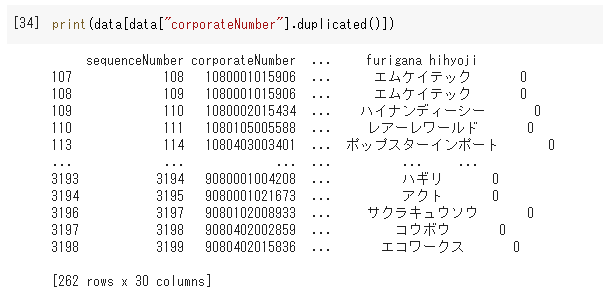 [34] print(data[data["corporateNumber"].duplicated()])
sequenceNumber corporateNumber ... furigana hihyoji
107 108 1080001015906 ... エムケイテック 0
108 109 1080001015906 ... エムケイテック 0
109 110 1080002015434 ... ハイナンディーシー 0
110 111 1080105005588 ... レアーレワールド 0
113 114 1080403003401 ... ポップスターインポート 0
... ... ... ... ... ...
3193 3194 9080001004208 ... ハギリ 0
3194 3195 9080001021673 ... アクト 0
3196 3197 9080102008933 ... サクラキュウソウ 0
3197 3198 9080402002859 ... コウボウ 0
3198 3199 9080402015836 ... エコワークス 0
[262 rows x 30 columns]